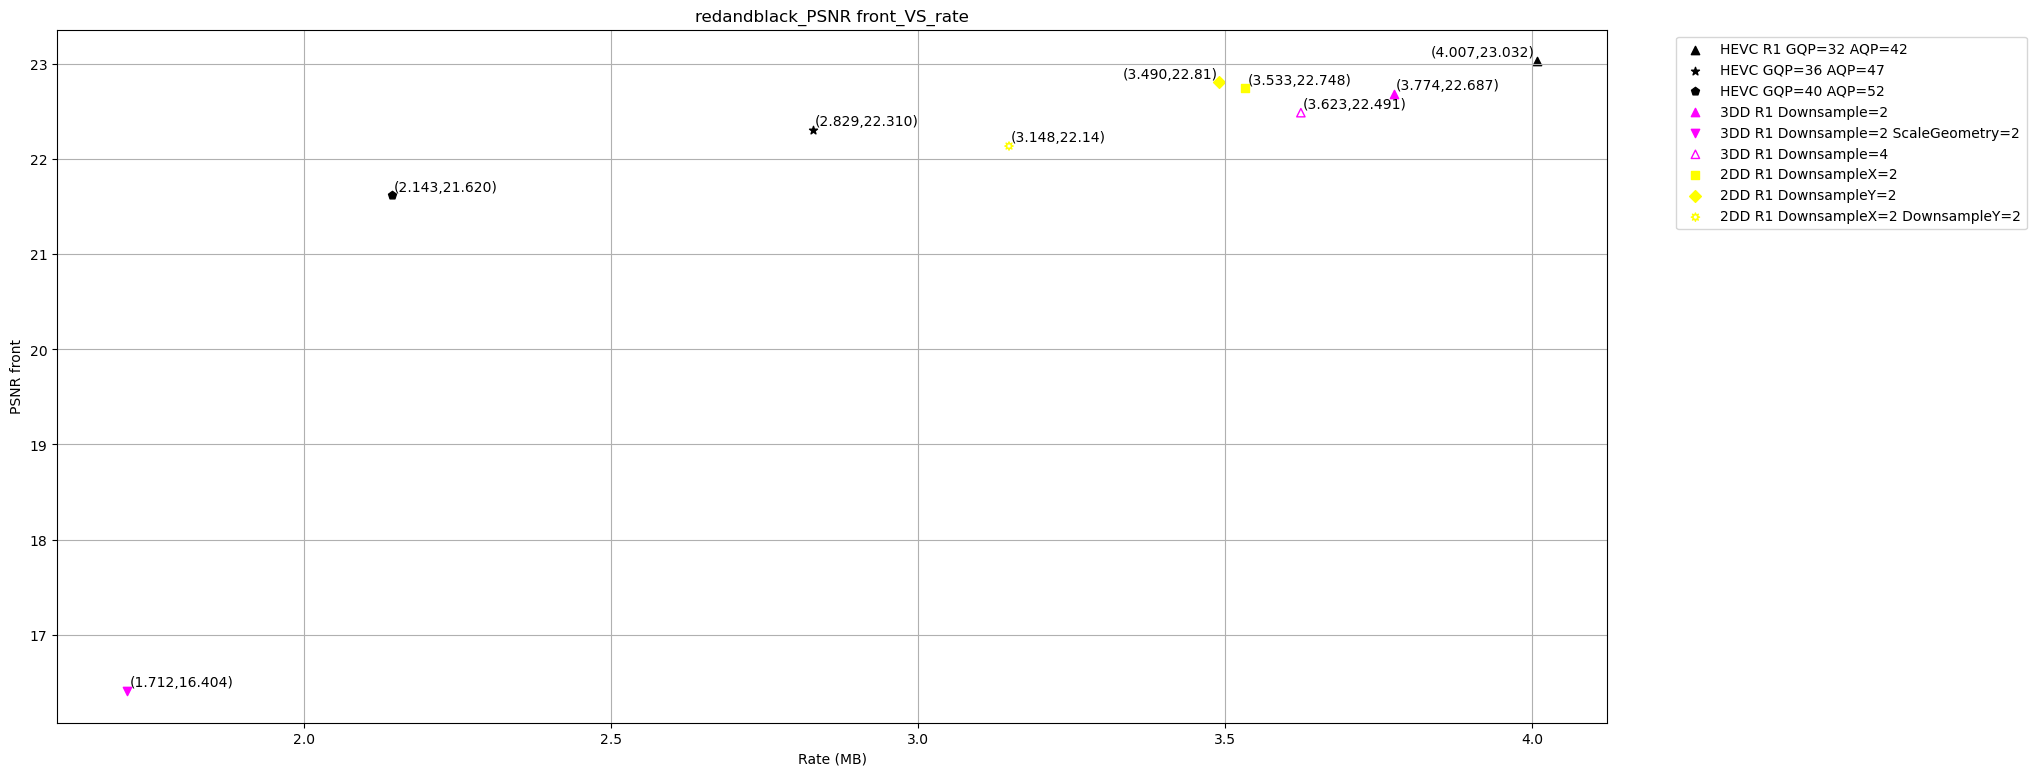 redandblack_PSNR front_VS_rate
(4.007,23.032)
(3.490,22.81)
(3.533,22.748)
(3.774,22.687)
(3.623,22.491)
(2.829,22.310)
(3.148,22.14)
(2.143,21.620)
(1.712,16.404)
23
22
21
20
19
18
17
PSNR front
2.0
2.5
3.0
3.5
4.0
Rate (MB)
HEVC R1 GQP=32 AQP=42
HEVC GQP=36 AQP=47
HEVC GQP=40 AQP=52
3DD R1 Downsample=2
3DD R1 Downsample=2 ScaleGeometry=2
3DD R1 Downsample=4
2DD R1 DownsampleX=2
2DD R1 DownsampleY=2
2DD R1 DownsampleX=2 DownsampleY=2